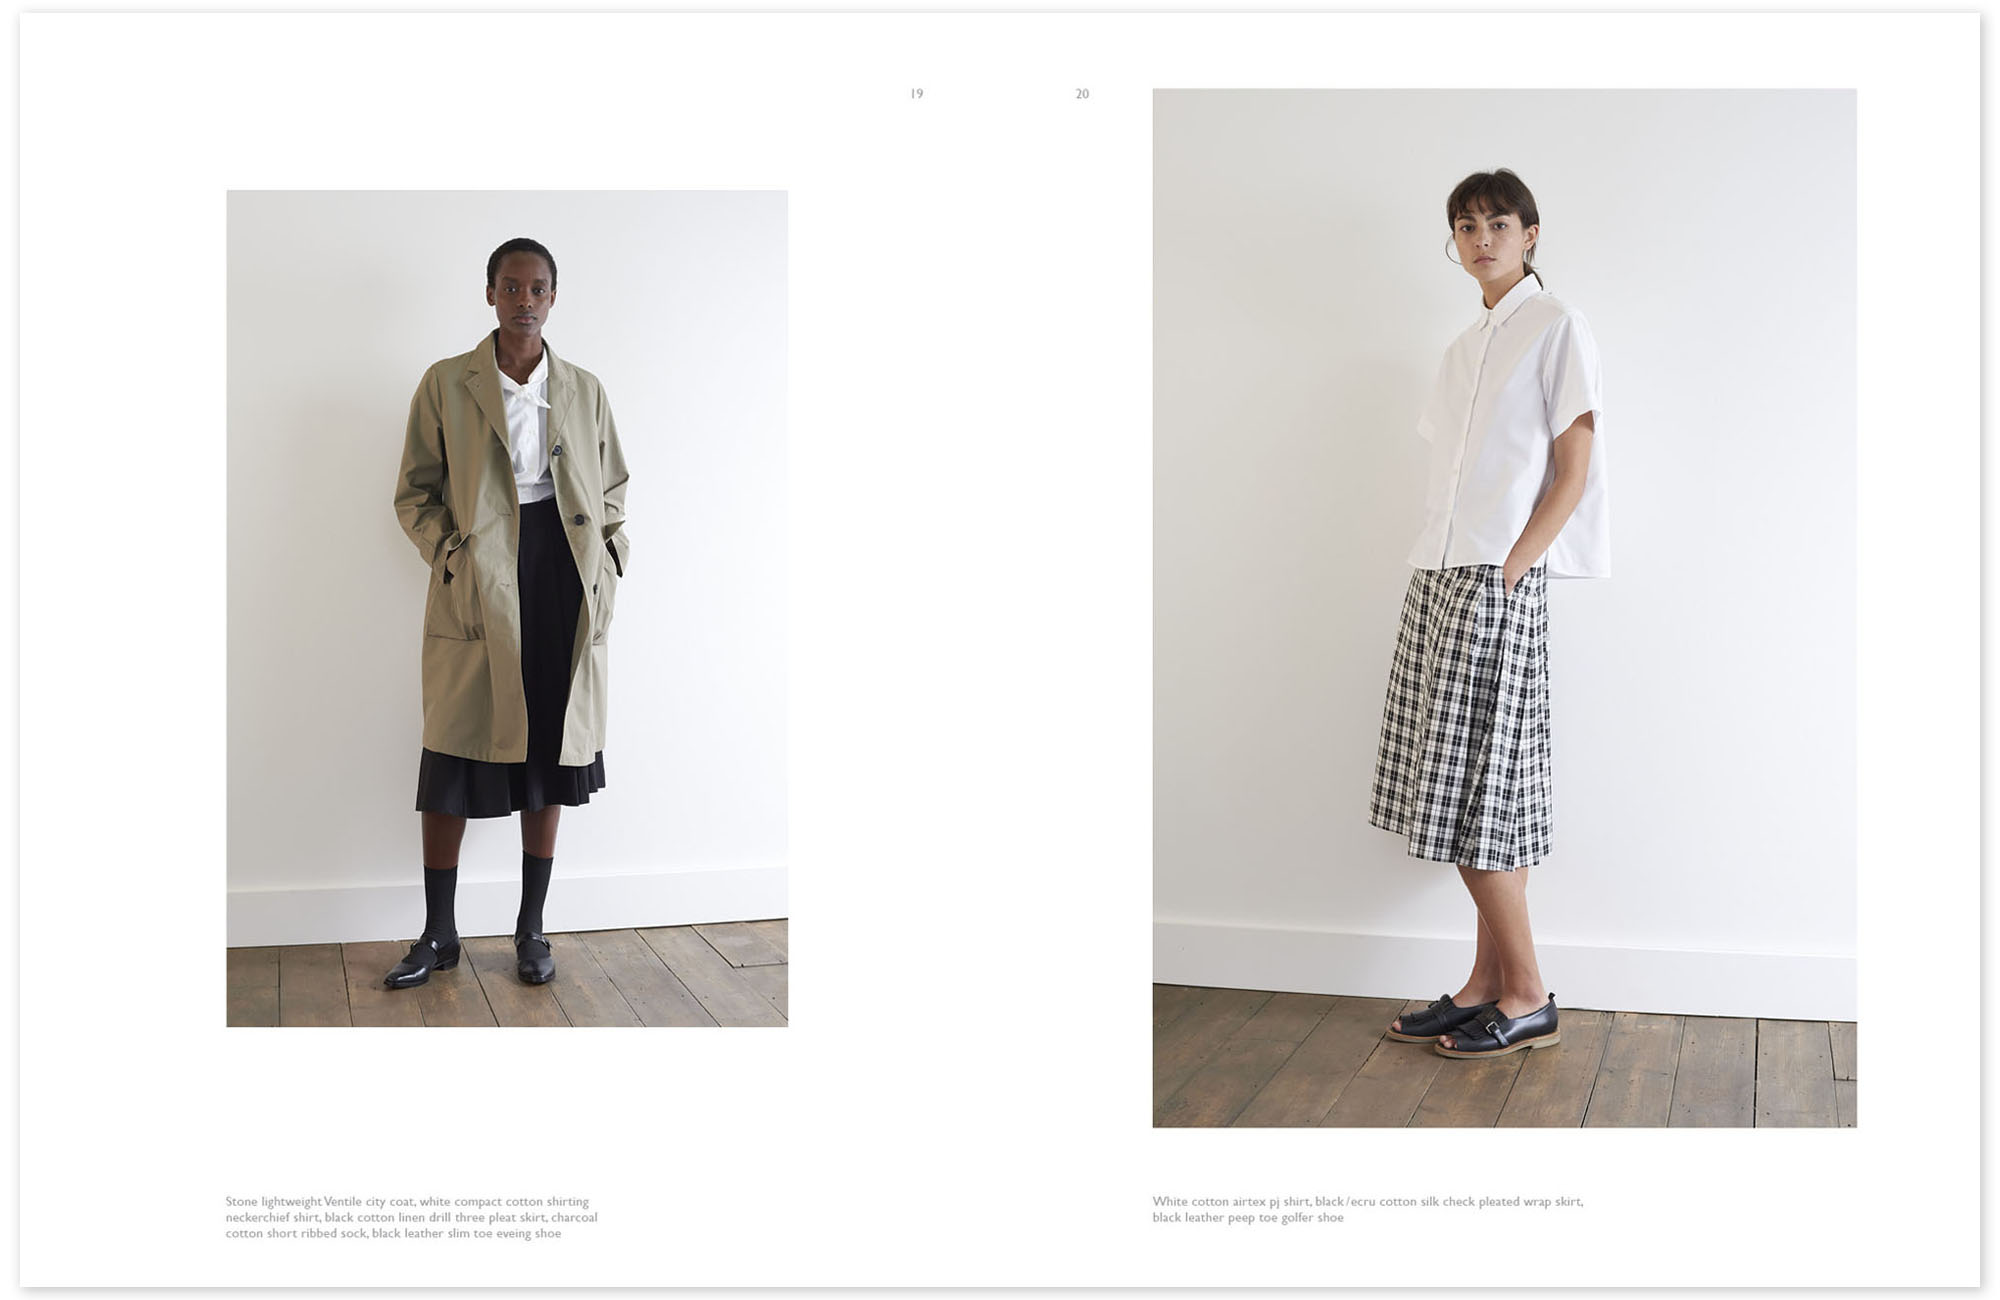 19
20
Stone lightweight Ventile city coat, white compact cotton shirting
neckerchief shirt, black cotton linen drill three pleat skirt, charcoal
cotton short ribbed sock, black leather slim toe eveing shoe
White cotton airtex pj shirt, black/ecru cotton silk check pleated wrap skirt,
black leather peep toe golfer shoe